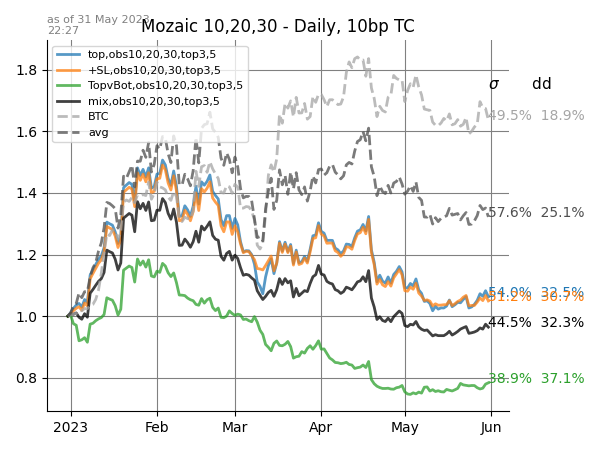 as of 31 May 2023
22:27
Mozaic 10,20,30 - Daily, 10bp TC
σ dd
top,obs10,20,30,top3,5
+SL,obs10,20,30,top3,5
TopvBot,obs10,20,30,top3,5
mix,obs10,20,30,top3,5
BTC
avg
1.8
1.6
1.4
1.2
1.0
0.8
49.5% 18.9%
57.6% 25.1%
54.0% 32.5%
44.5% 32.3%
38.9% 37.1%
2023 Feb Mar Apr May Jun